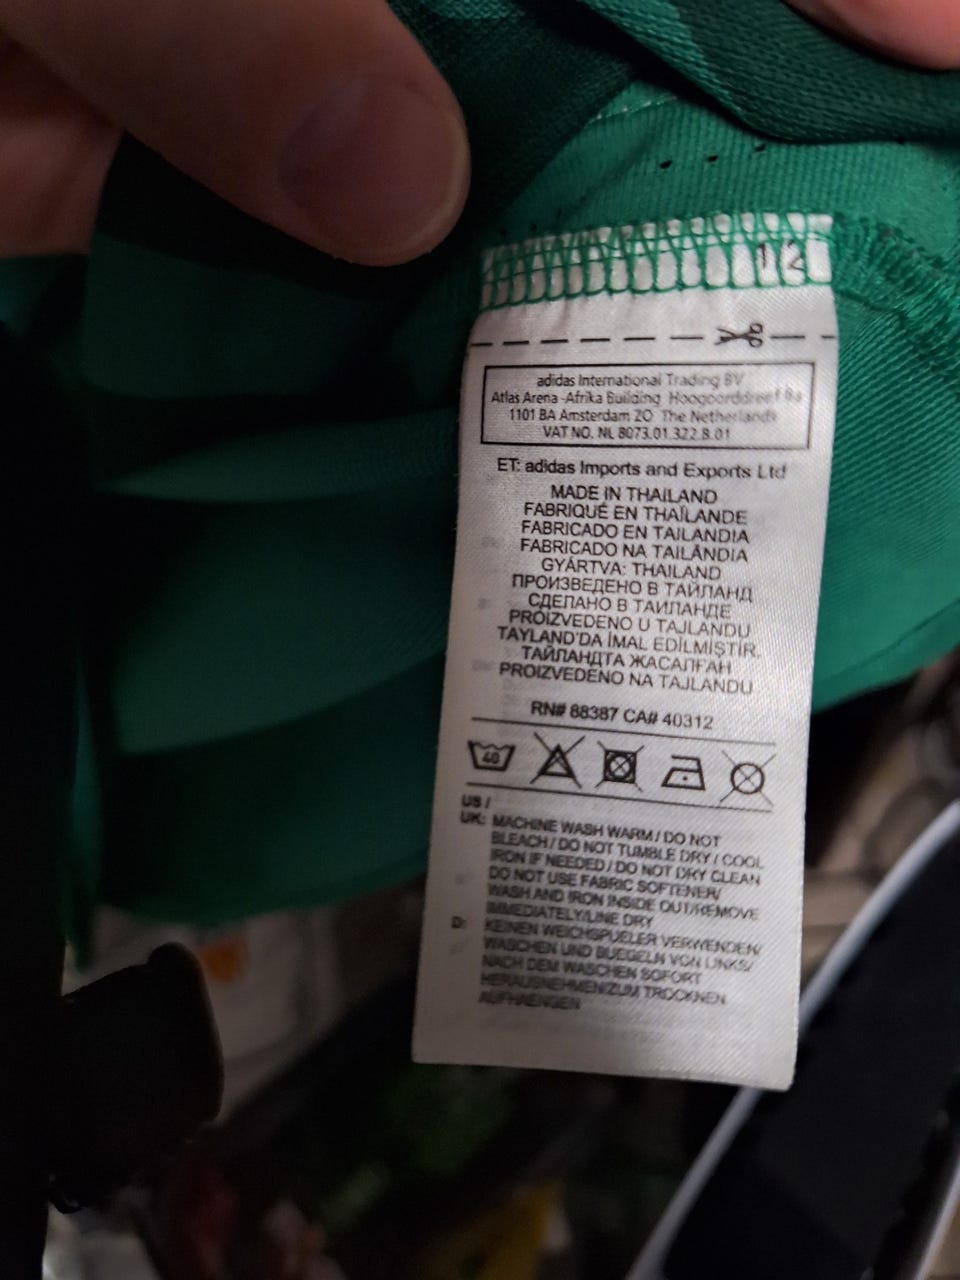 12
adidas International Trading BV
Atlas Arena -Afrika Building Hoogoorddreef 9a
1101 BA Amsterdam ZO The Netherlands
VAT NO. NL 8073.01.322.B.01
ET: adidas Imports and Exports Ltd
MADE IN THAILAND
FABRIQUÉ EN THAÏLANDE
FABRICADO EN TAILANDIA
FABRICADO NA TAILÂNDIA
GYÁRTVA: THAILAND
ПРОИЗВЕДЕНО В ТАЙЛАНД
СДЕЛАНО В ТАИЛАНДЕ
PROIZVEDENO U TAJLANDU
TAYLAND'DA İMAL EDİLMİŞTİR.
ТАЙЛАНДТА ЖАСАЛҒАН
PROIZVEDENO NA TAJLANDU
RN# 88387 CA# 40312
40
US /
UK: MACHINE WASH WARM / DO NOT
BLEACH / DO NOT TUMBLE DRY / COOL
IRON IF NEEDED / DO NOT DRY CLEAN
DO NOT USE FABRIC SOFTENER/
WASH AND IRON INSIDE OUT/REMOVE
IMMEDIATELY/LINE DRY
D: KEINEN WEICHSPUELER VERWENDEN/
WASCHEN UND BUEGELN VON LINKS/
NACH DEM WASCHEN SOFORT
HERAUSNEHMEN/ZUM TROCKNEN
AUFHAENGEN